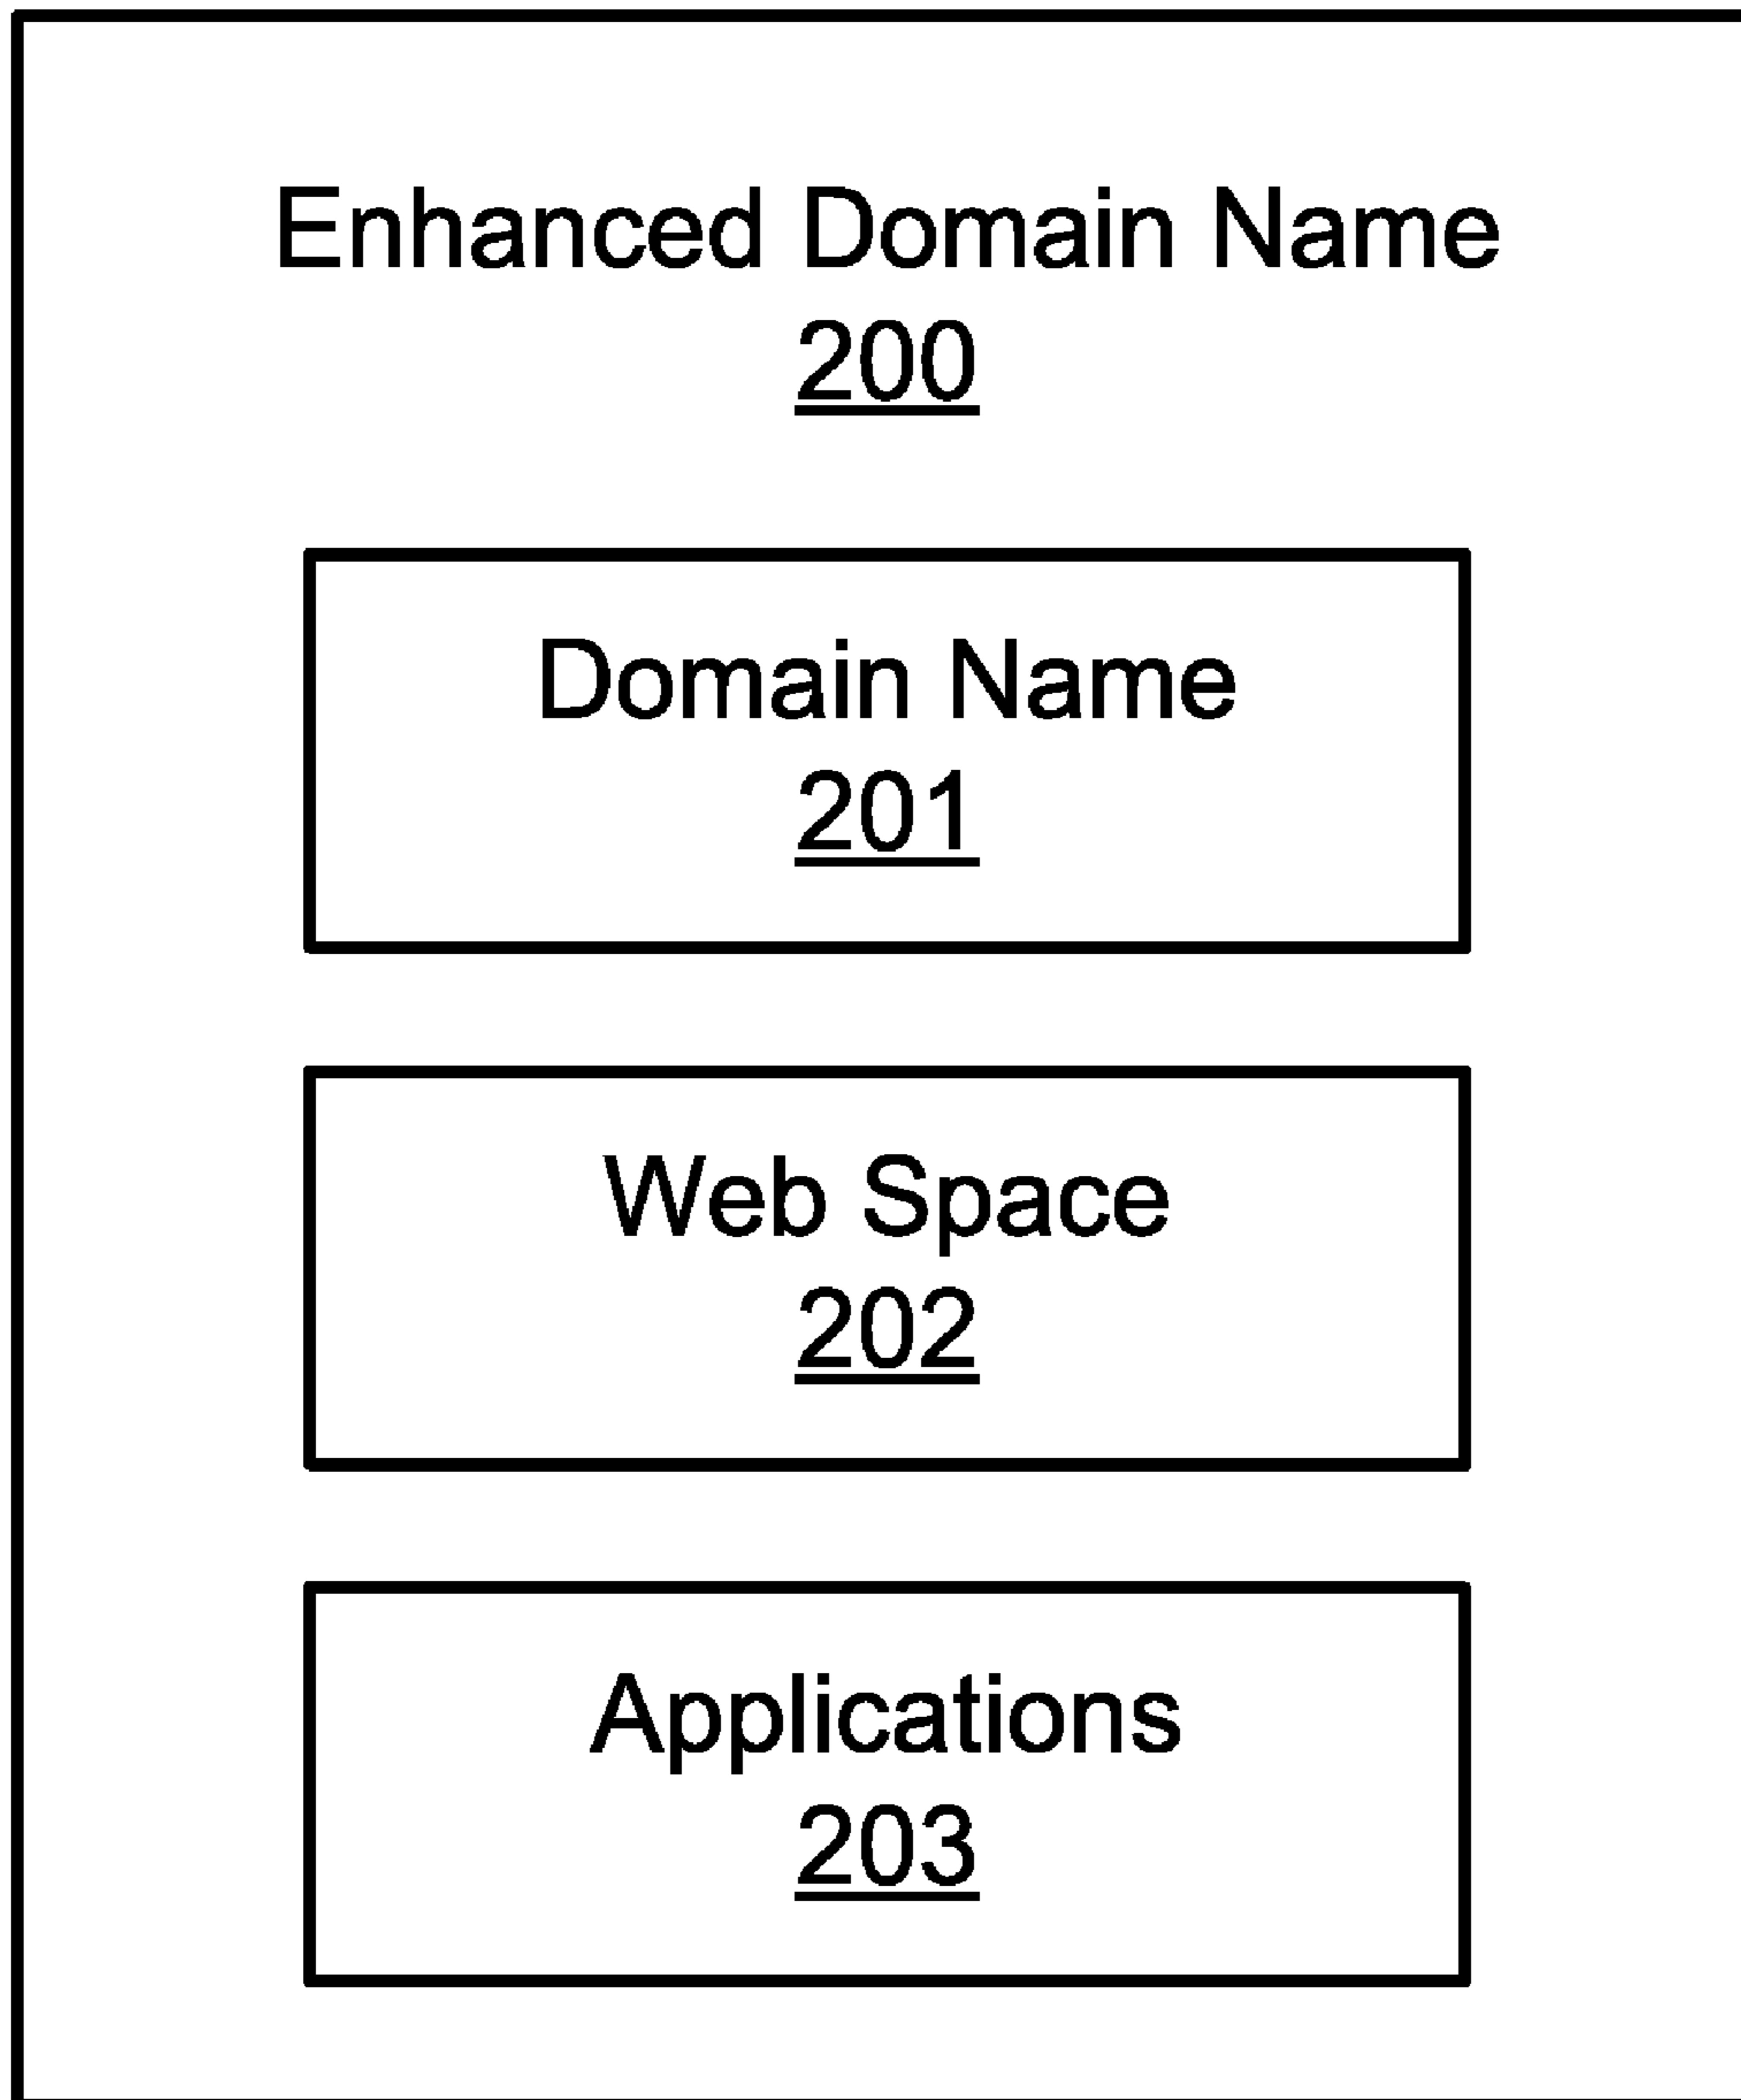 Enhanced Domain Name
200
Domain Name
201
Web Space
202
Applications
203